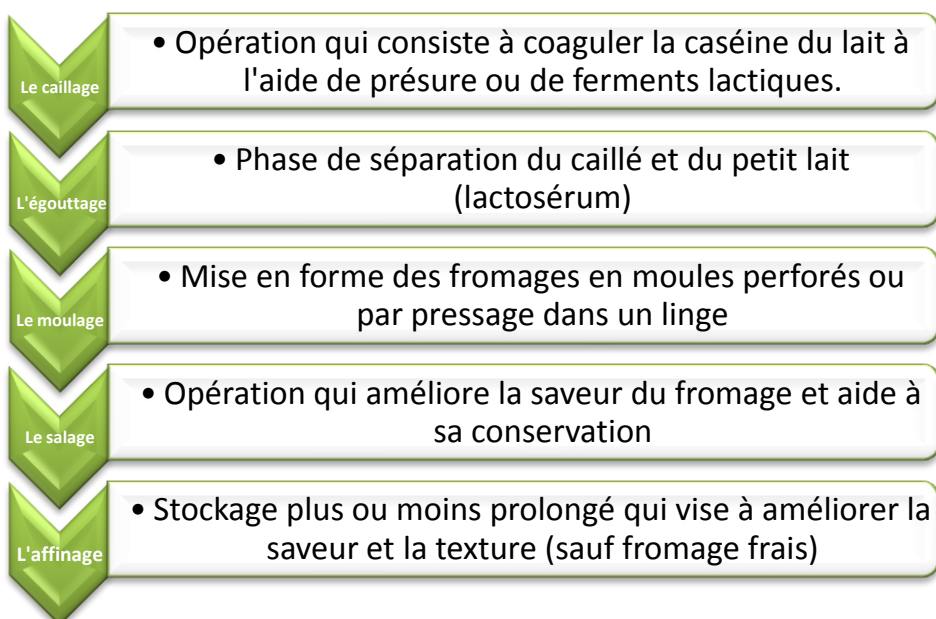 Le caillage
• Opération qui consiste à coaguler la caséine du lait à
l'aide de présure ou de ferments lactiques.
L'égouttage
• Phase de séparation du caillé et du petit lait
(lactosérum)
Le moulage
• Mise en forme des fromages en moules perforés ou
par pressage dans un linge
Le salage
• Opération qui améliore la saveur du fromage et aide à
sa conservation
L'affinage
• Stockage plus ou moins prolongé qui vise à améliorer la
saveur et la texture (sauf fromage frais)